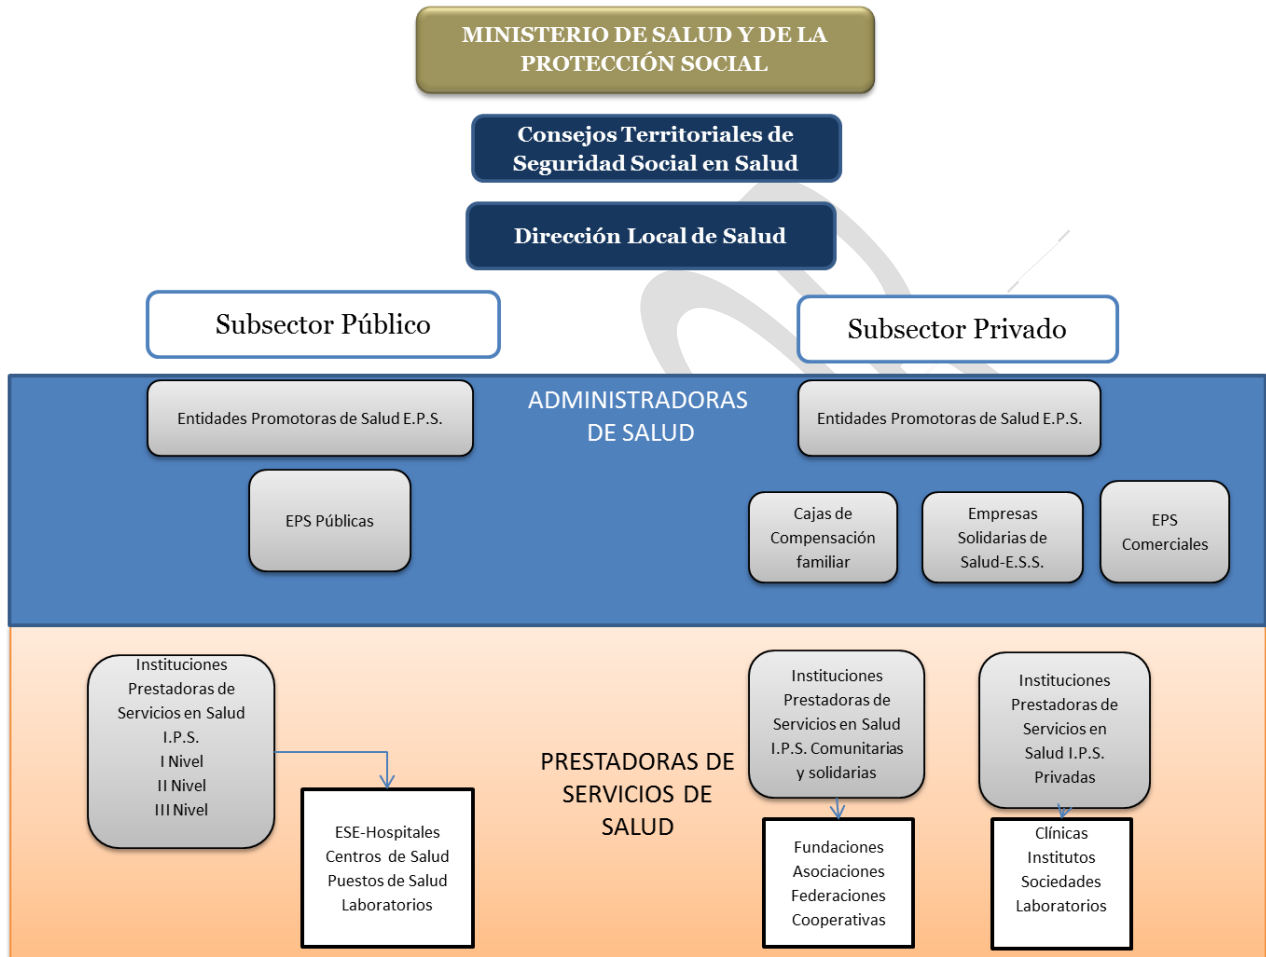 MINISTERIO DE SALUD Y DE LA
PROTECCIÓN SOCIAL
Consejos Territoriales de
Seguridad Social en Salud
Dirección Local de Salud
Subsector Público
Subsector Privado
ADMINISTRADORAS
DE SALUD
Entidades Promotoras de Salud E.P.S.
Entidades Promotoras de Salud E.P.S.
EPS Públicas
Cajas de
Compensación
familiar
Empresas
Solidarias de
Salud-E.S.S.
EPS
Comerciales
Instituciones
Prestadoras de
Servicios en Salud
I.P.S.
I Nivel
II Nivel
III Nivel
ESE-Hospitales
Centros de Salud
Puestos de Salud
Laboratorios
PRESTADORAS DE
SERVICIOS DE
SALUD
Instituciones
Prestadoras de
Servicios en Salud
I.P.S. Comunitarias
y solidarias
Fundaciones
Asociaciones
Federaciones
Cooperativas
Instituciones
Prestadoras de
Servicios en
Salud I.P.S.
Privadas
Clínicas
Institutos
Sociedades
Laboratorios